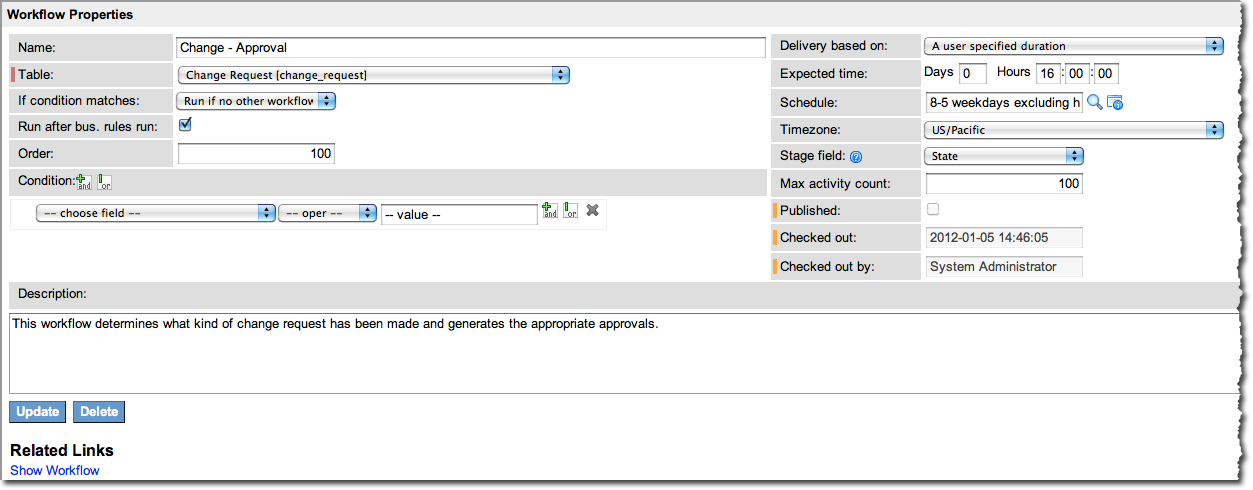 Workflow Properties
Name: Change - Approval
Table: Change Request [change_request]
If condition matches: Run if no other workflow
Run after bus. rules run:
Order: 100
Condition: and or
-- choose field -- -- oper -- -- value -- and or
Delivery based on: A user specified duration
Expected time: Days 0 Hours 16 : 00 : 00
Schedule: 8-5 weekdays excluding h
Timezone: US/Pacific
Stage field: ? State
Max activity count: 100
Published:
Checked out: 2012-01-05 14:46:05
Checked out by: System Administrator
Description:
This workflow determines what kind of change request has been made and generates the appropriate approvals.
Update Delete
Related Links
Show Workflow